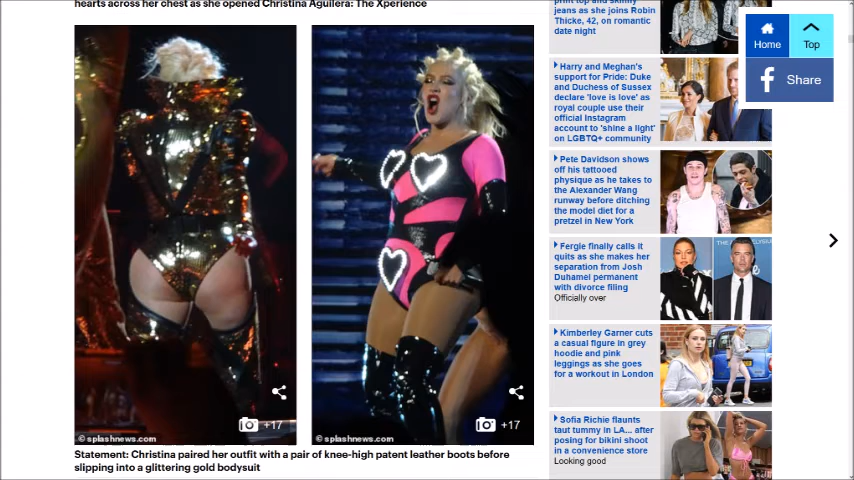 hearts across her chest as she opened Christina Aguilera: The Xperience
+17
© splashnews.com
+17
© splashnews.com
Statement: Christina paired her outfit with a pair of knee-high patent leather boots before
slipping into a glittering gold bodysuit
jeans as she joins Robin
Thicke, 42, on romantic
date night
Harry and Meghan's
support for Pride: Duke
and Duchess of Sussex
declare 'love is love' as
royal couple use their
official Instagram
account to 'shine a light'
on LGBTQ+ community
Pete Davidson shows
off his tattooed
physique as he takes to
the Alexander Wang
runway before ditching
the model diet for a
pretzel in New York
Fergie finally calls it
quits as she makes her
separation from Josh
Duhamel permanent
with divorce filing
Officially over
Kimberley Garner cuts
a casual figure in grey
hoodie and pink
leggings as she goes
for a workout in London
Sofia Richie flaunts
taut tummy in LA... after
posing for bikini shoot
in a convenience store
Looking good
Home
Top
Share